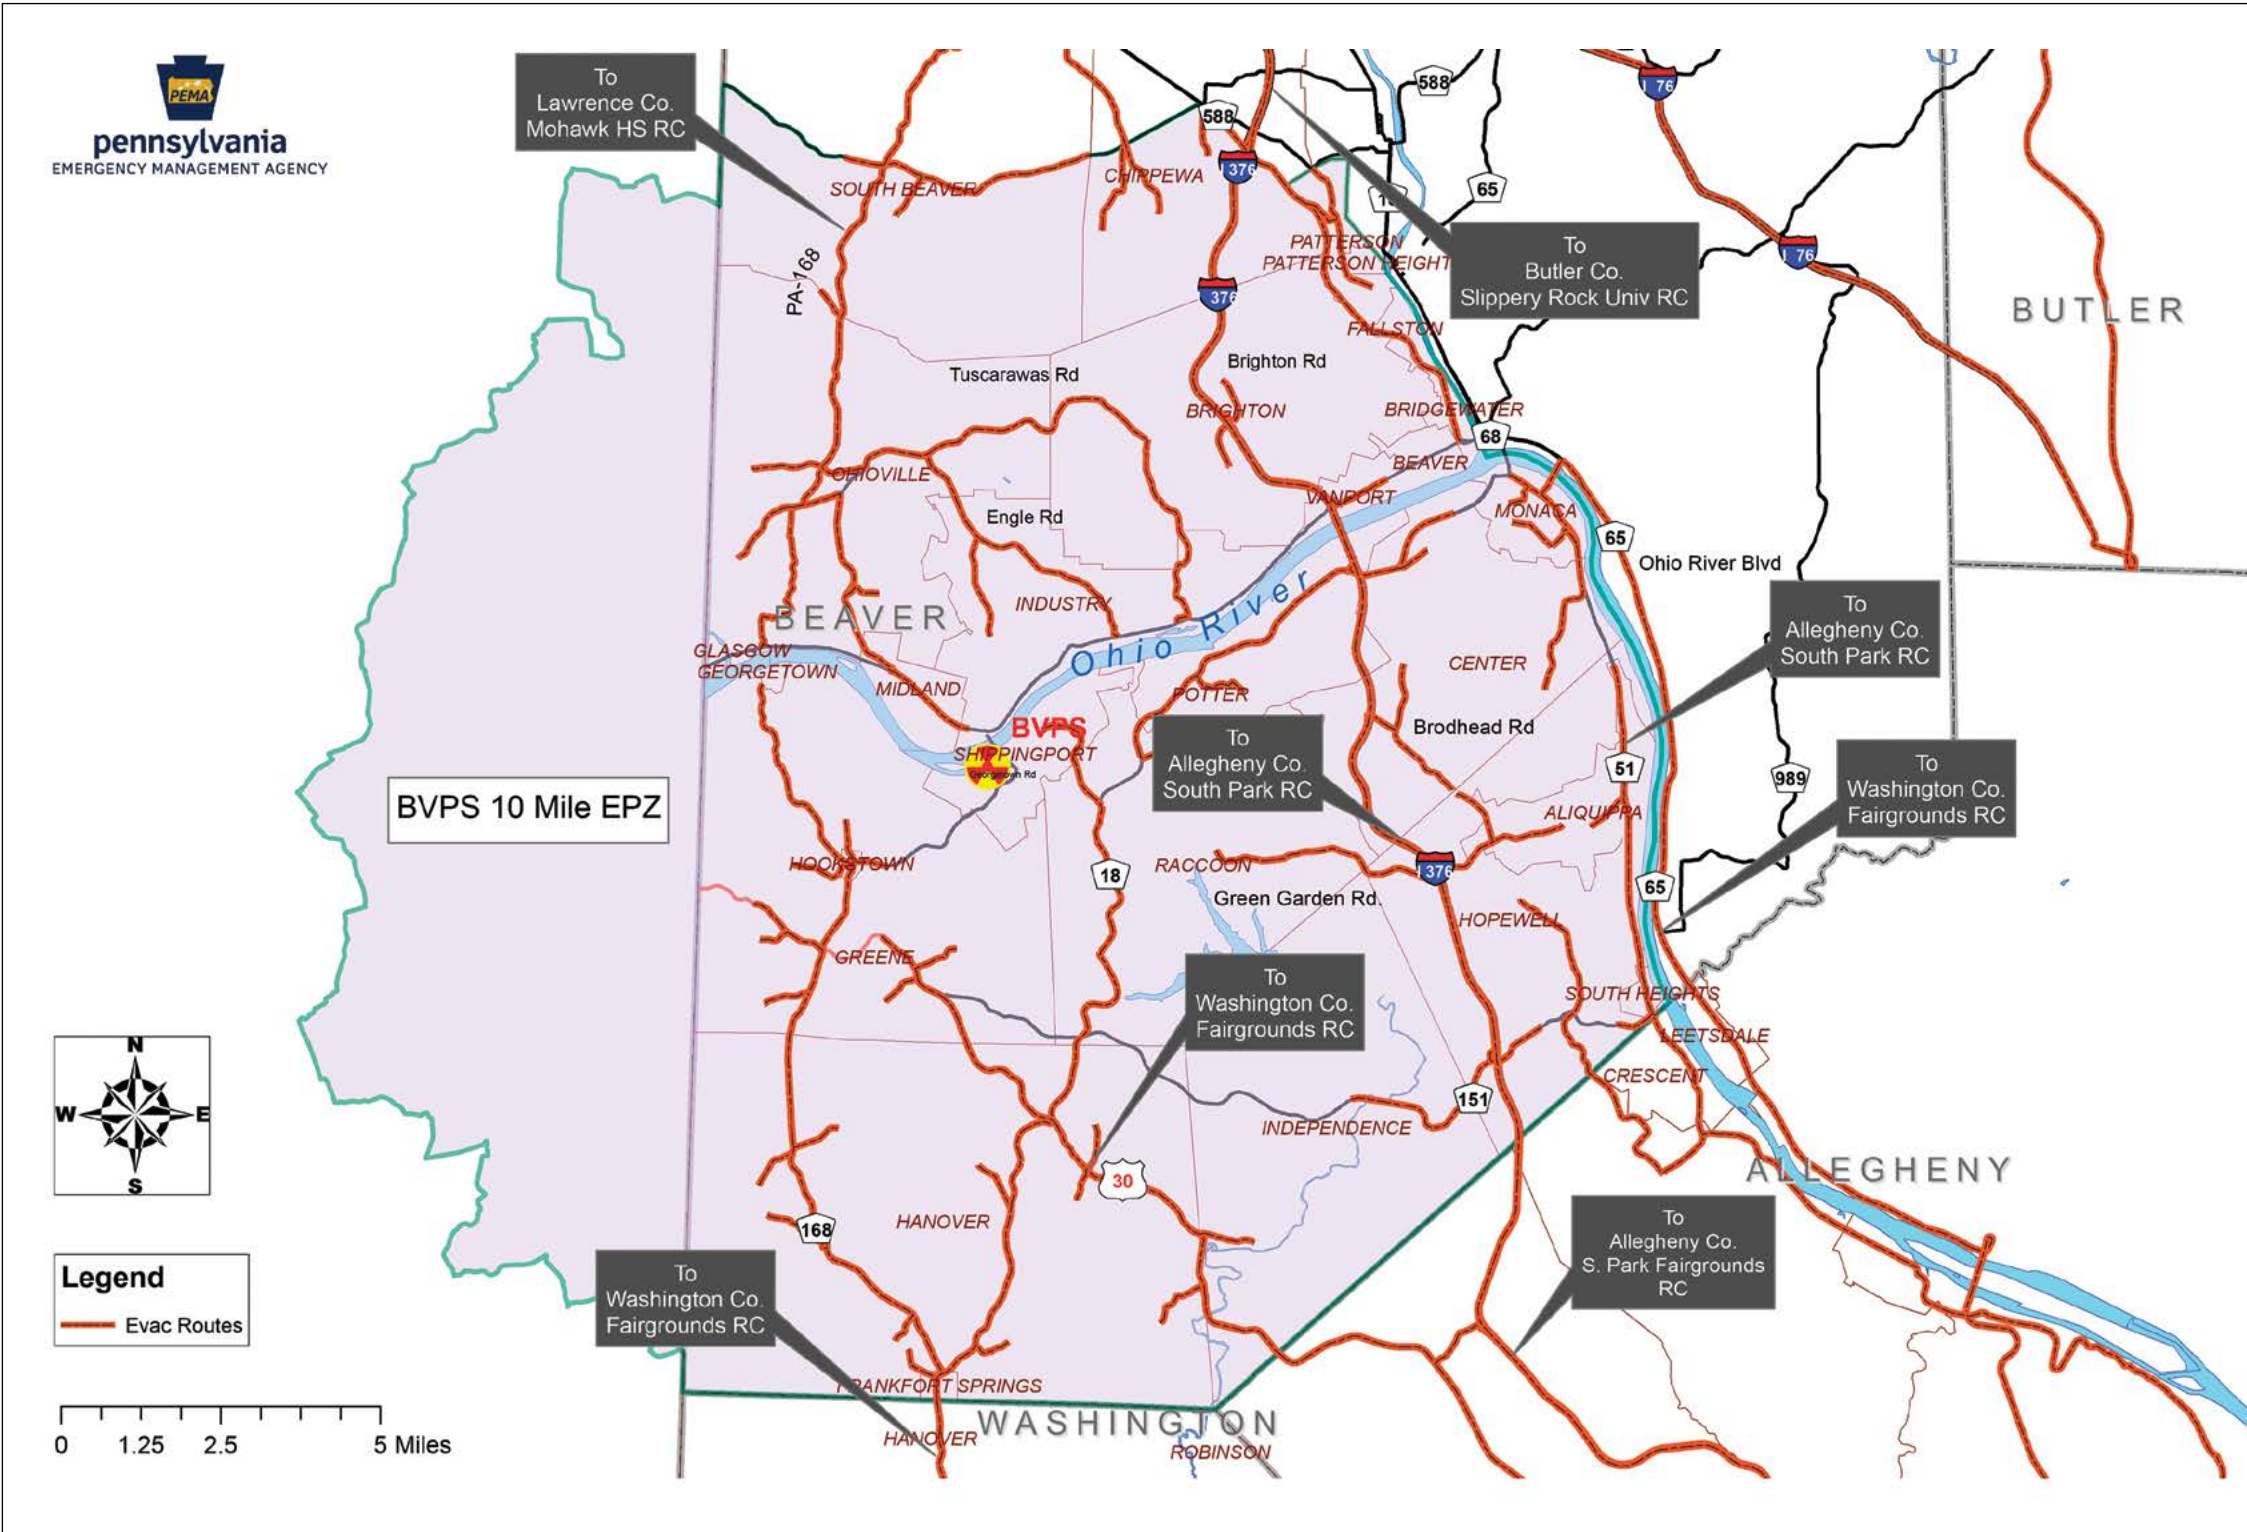 PEMA
pennsylvania
EMERGENCY MANAGEMENT AGENCY
To
Lawrence Co.
Mohawk HS RC
588
588
I 76
376
SOUTH BEAVER
CHIPPEWA
65
PA-168
PATTERSON
PATTERSON HEIGHT
To
Butler Co.
Slippery Rock Univ RC
I 76
376
BUTLER
FALLSTON
Tuscarawas Rd
Brighton Rd
BRIGHTON
BRIDGEWATER
68
OHIOVILLE
BEAVER
VANPORT
MONACA
Engle Rd
65
Ohio River Blvd
INDUSTRY
BEAVER
Ohio River
To
Allegheny Co.
South Park RC
GLASGOW
GEORGETOWN
MIDLAND
CENTER
POTTER
BVPS
SHIPPINGPORT
Georgetown Rd
Brodhead Rd
To
Allegheny Co.
South Park RC
51
989
To
Washington Co.
Fairgrounds RC
BVPS 10 Mile EPZ
ALIQUIPPA
HOOKSTOWN
18
RACCOON
376
65
Green Garden Rd.
HOPEWELL
GREENE
To
Washington Co.
Fairgrounds RC
SOUTH HEIGHTS
LEETSDALE
N
W
E
S
CRESCENT
151
INDEPENDENCE
ALLEGHENY
30
168
HANOVER
To
Allegheny Co.
S. Park Fairgrounds
RC
Legend
Evac Routes
To
Washington Co.
Fairgrounds RC
FRANKFORT SPRINGS
WASHINGTON
HANOVER
ROBINSON
0 1.25 2.5 5 Miles